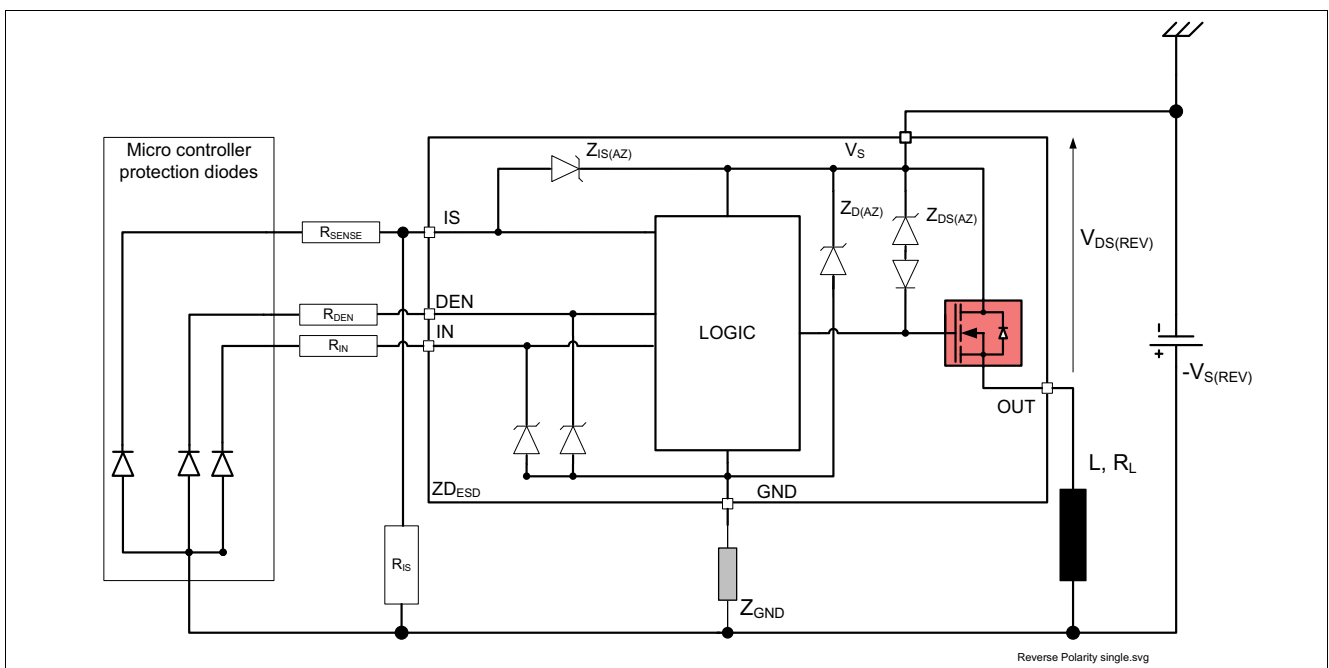 Micro controller
protection diodes
Z_IS(AZ)
V_S
Z_D(AZ)
Z_DS(AZ)
V_DS(REV)
IS
R_SENSE
DEN
R_DEN
IN
R_IN
LOGIC
-
+
-V_S(REV)
OUT
L, R_L
ZD_ESD
GND
R_IS
Z_GND
Reverse Polarity single.svg